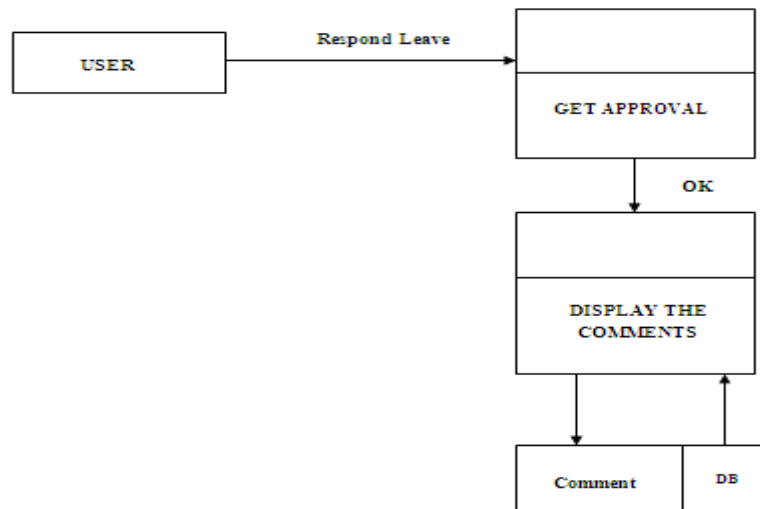 Respond Leave
USER
GET APPROVAL
OK
DISPLAY THE
COMMENTS
Comment
DB